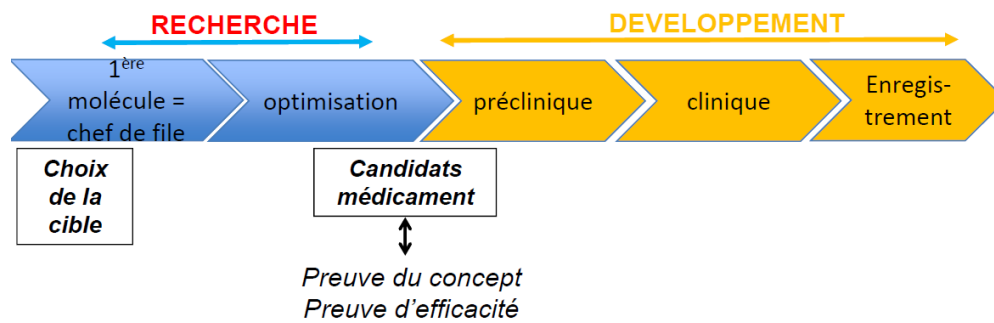 RECHERCHE
DEVELOPPEMENT
1ère
molécule =
chef de file
optimisation
préclinique
clinique
Enregis-
trement
Choix
de la
cible
Candidats
médicament
Preuve du concept
Preuve d'efficacité